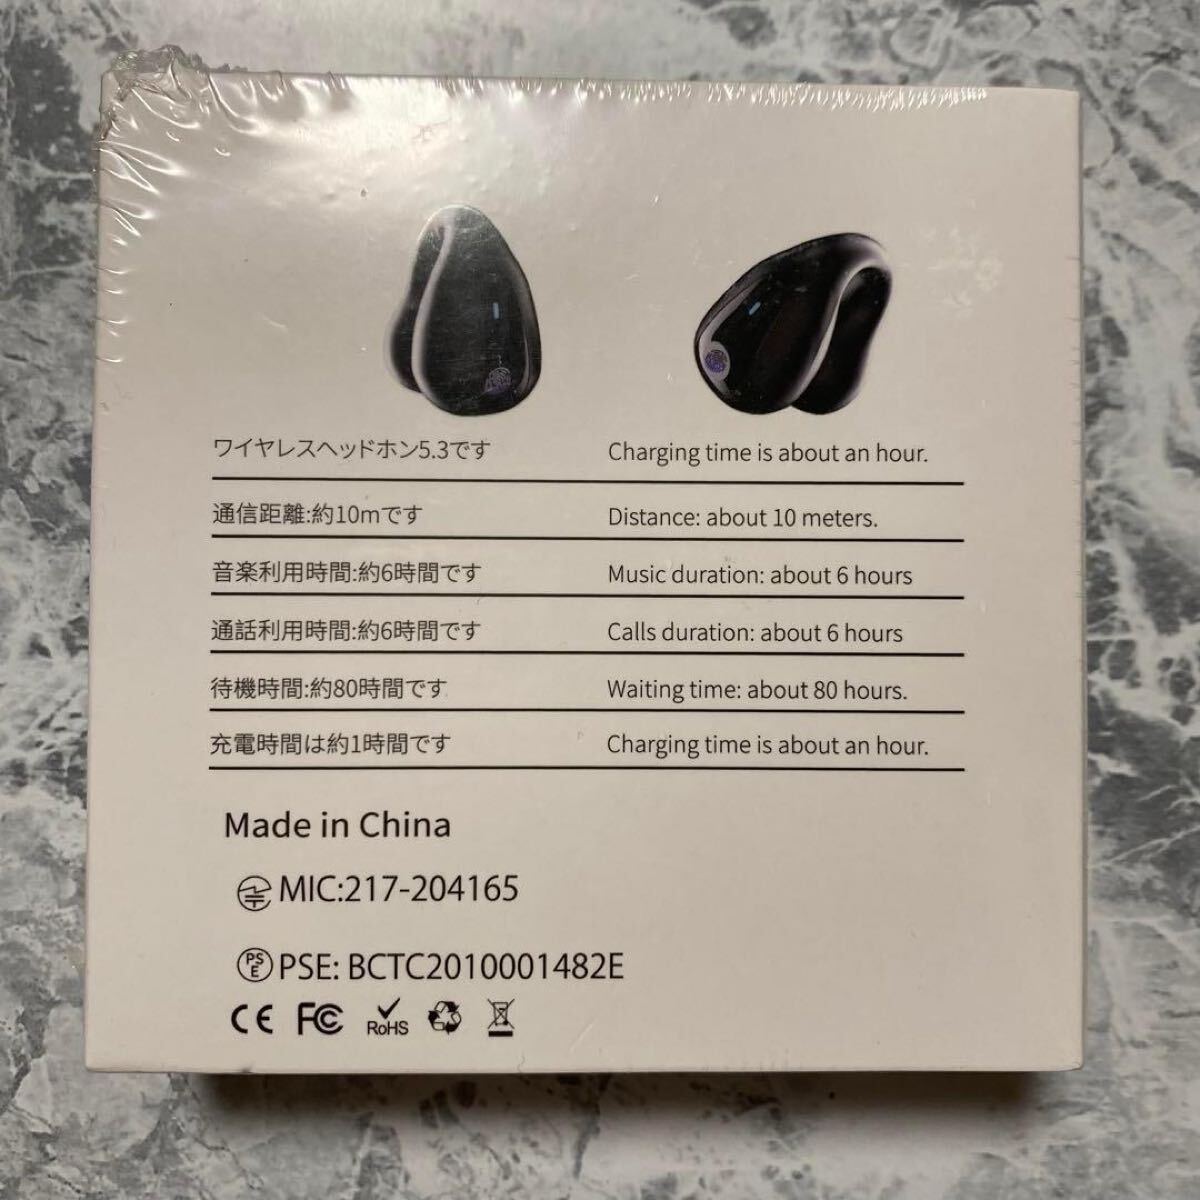 ワイヤレスヘッドホン5.3です
Charging time is about an hour.
通信距離:約10mです
Distance: about 10 meters.
音楽利用時間:約6時間です
Music duration: about 6 hours
通話利用時間:約6時間です
Calls duration: about 6 hours
待機時間:約80時間です
Waiting time: about 80 hours.
充電時間は約1時間です
Charging time is about an hour.
Made in China
MIC:217-204165
PSE PSE: BCTC2010001482E
CE FC RoHS